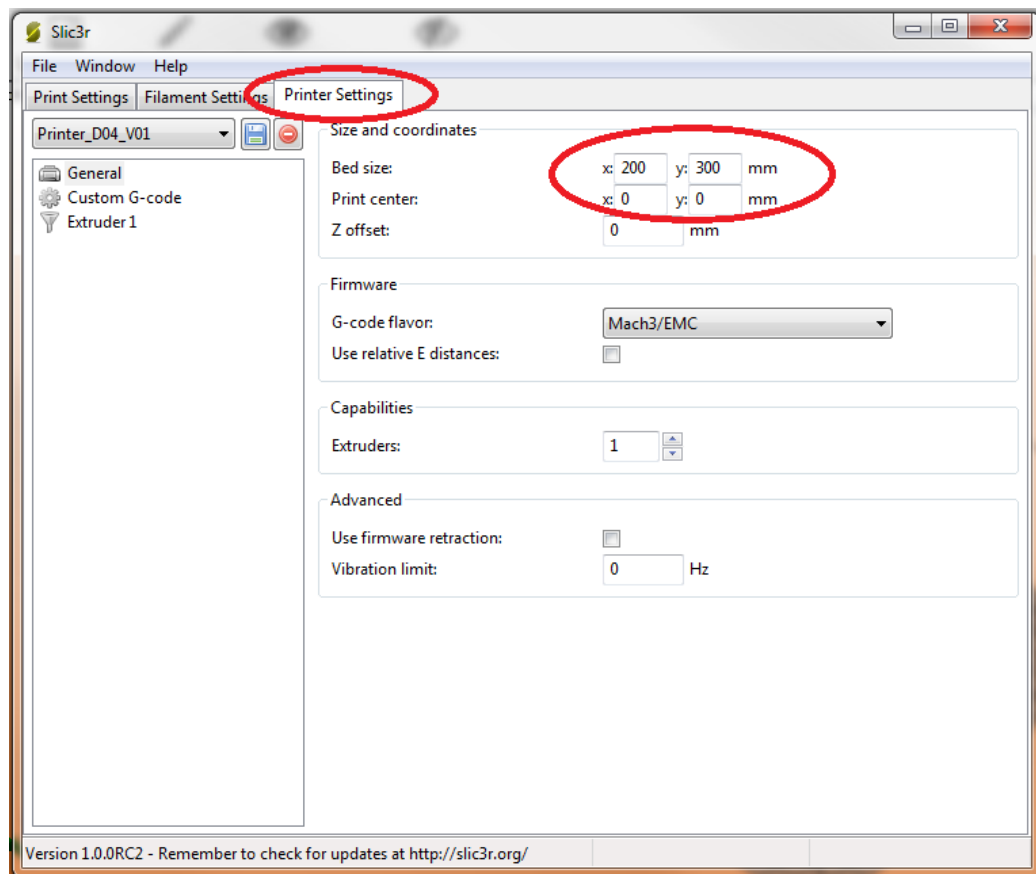 Slic3r
File Window Help
Print Settings Filament Settings Printer Settings
Printer_D04_V01
General
Custom G-code
Extruder 1
Size and coordinates
Bed size: x: 200 y: 300 mm
Print center: x: 0 y: 0 mm
Z offset: 0 mm
Firmware
G-code flavor: Mach3/EMC
Use relative E distances:
Capabilities
Extruders: 1
Advanced
Use firmware retraction:
Vibration limit: 0 Hz
Version 1.0.0RC2 - Remember to check for updates at http://slic3r.org/